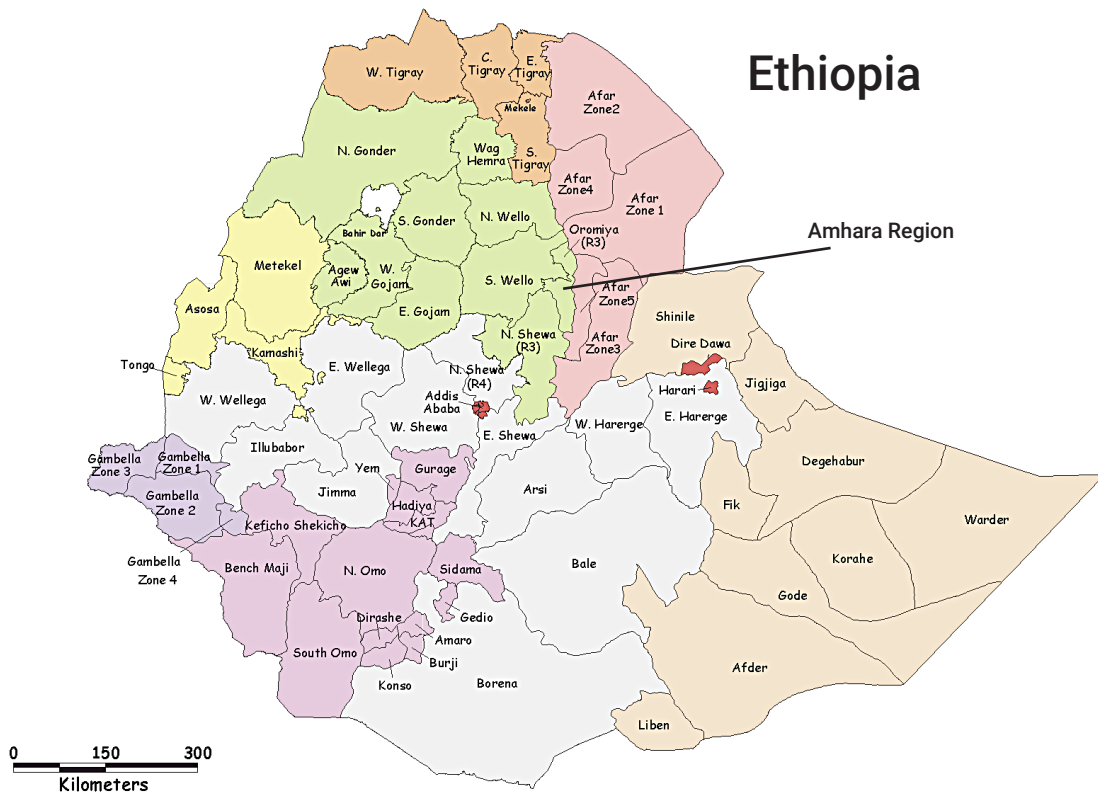 Ethiopia
W. Tigray
C.
Tigray
E.
Tigray
Mekele
S.
Tigray
Afar
Zone2
N. Gonder
Wag
Hemra
Afar
Zone4
Afar
Zone 1
S. Gonder
N. Wello
Bahir Dar
Oromiya
(R3)
Amhara Region
Metekel
Agew
Awi
W.
Gojam
S. Wello
Afar
Zone5
E. Gojam
Asosa
Shinile
N. Shewa
(R3)
Afar
Zone3
Dire Dawa
Kamashi
Tongo
E. Wellega
N. Shewa
(R4)
Harari
Jigjiga
W. Wellega
Addis
Ababa
W. Shewa
E. Shewa
W. Harerge
E. Harerge
Illubabor
Gambella
Zone 3
Gambella
Zone 1
Yem
Gurage
Degehabur
Jimma
Arsi
Gambella
Zone 2
Hadiya
KAT
Fik
Keficho Shekicho
Warder
Gambella
Zone 4
Bench Maji
N. Omo
Sidama
Bale
Korahe
Gode
Dirashe
Gedio
Amaro
South Omo
Burji
Konso
Borena
Afder
Liben
0 150 300
Kilometers